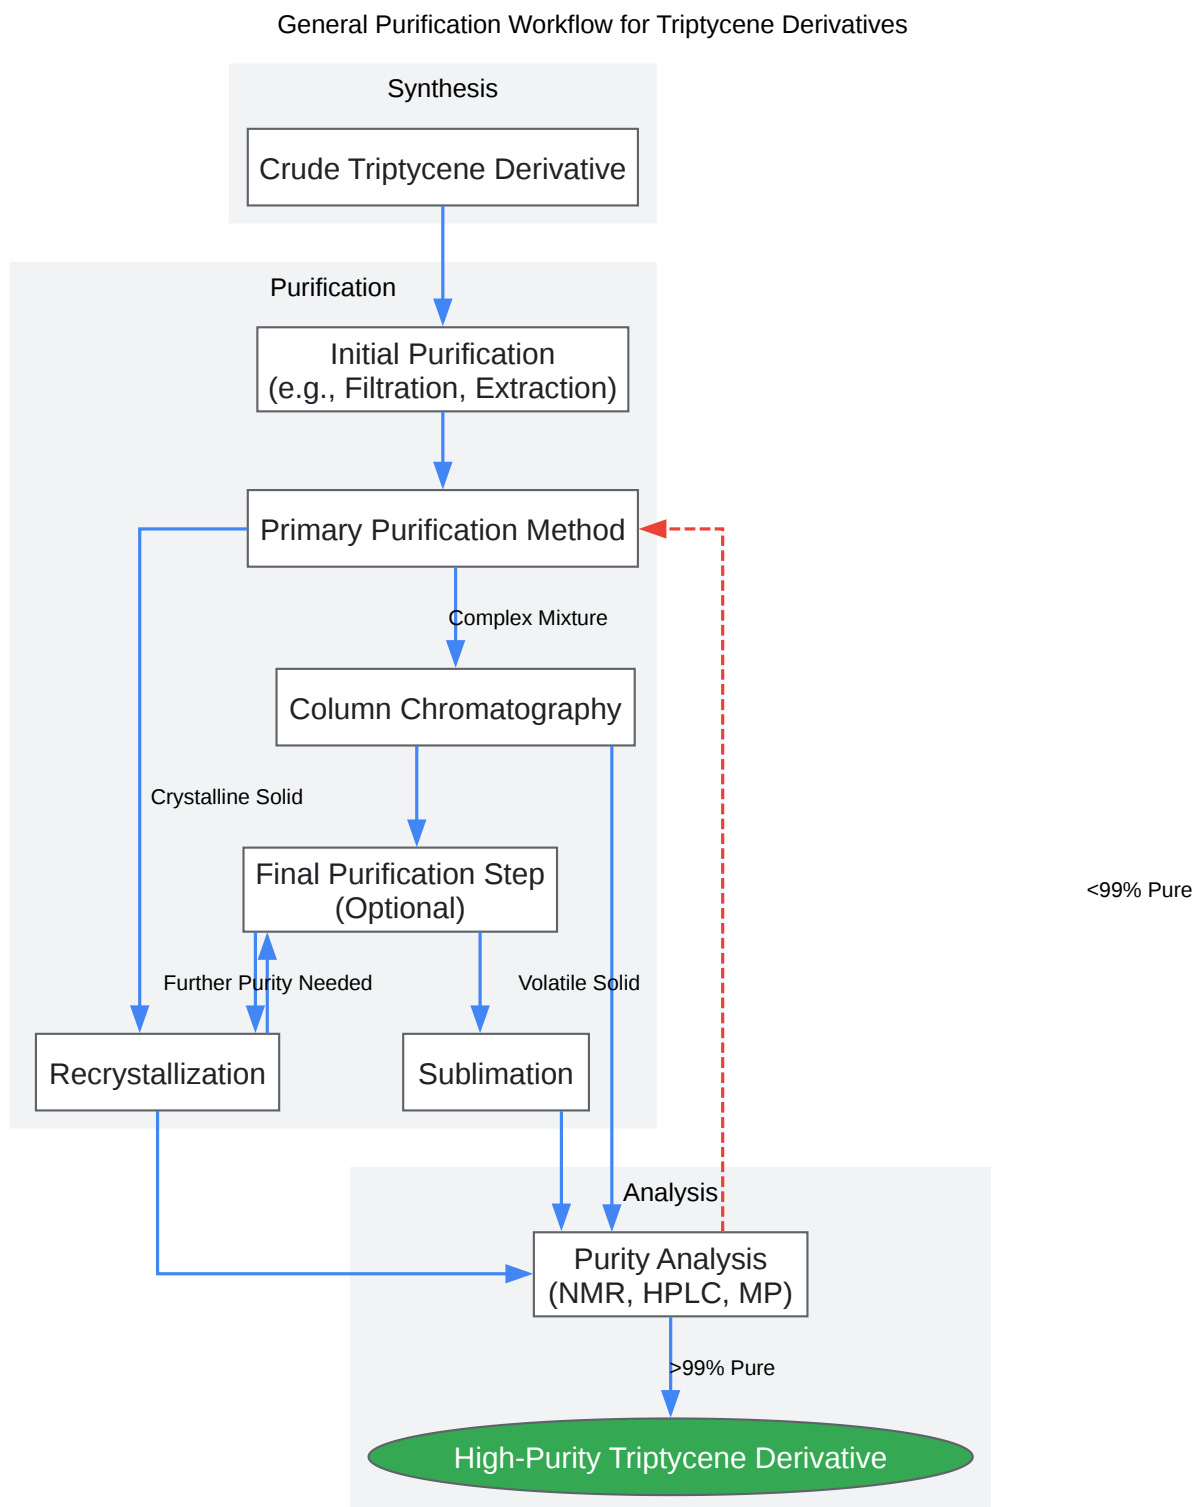 General Purification Workflow for Triptycene Derivatives
Synthesis
Crude Triptycene Derivative
Purification
Initial Purification
(e.g., Filtration, Extraction)
Primary Purification Method
Complex Mixture
Column Chromatography
Crystalline Solid
Final Purification Step
(Optional)
<99% Pure
Further Purity Needed
Volatile Solid
Recrystallization
Sublimation
Analysis
Purity Analysis
(NMR, HPLC, MP)
>99% Pure
High-Purity Triptycene Derivative